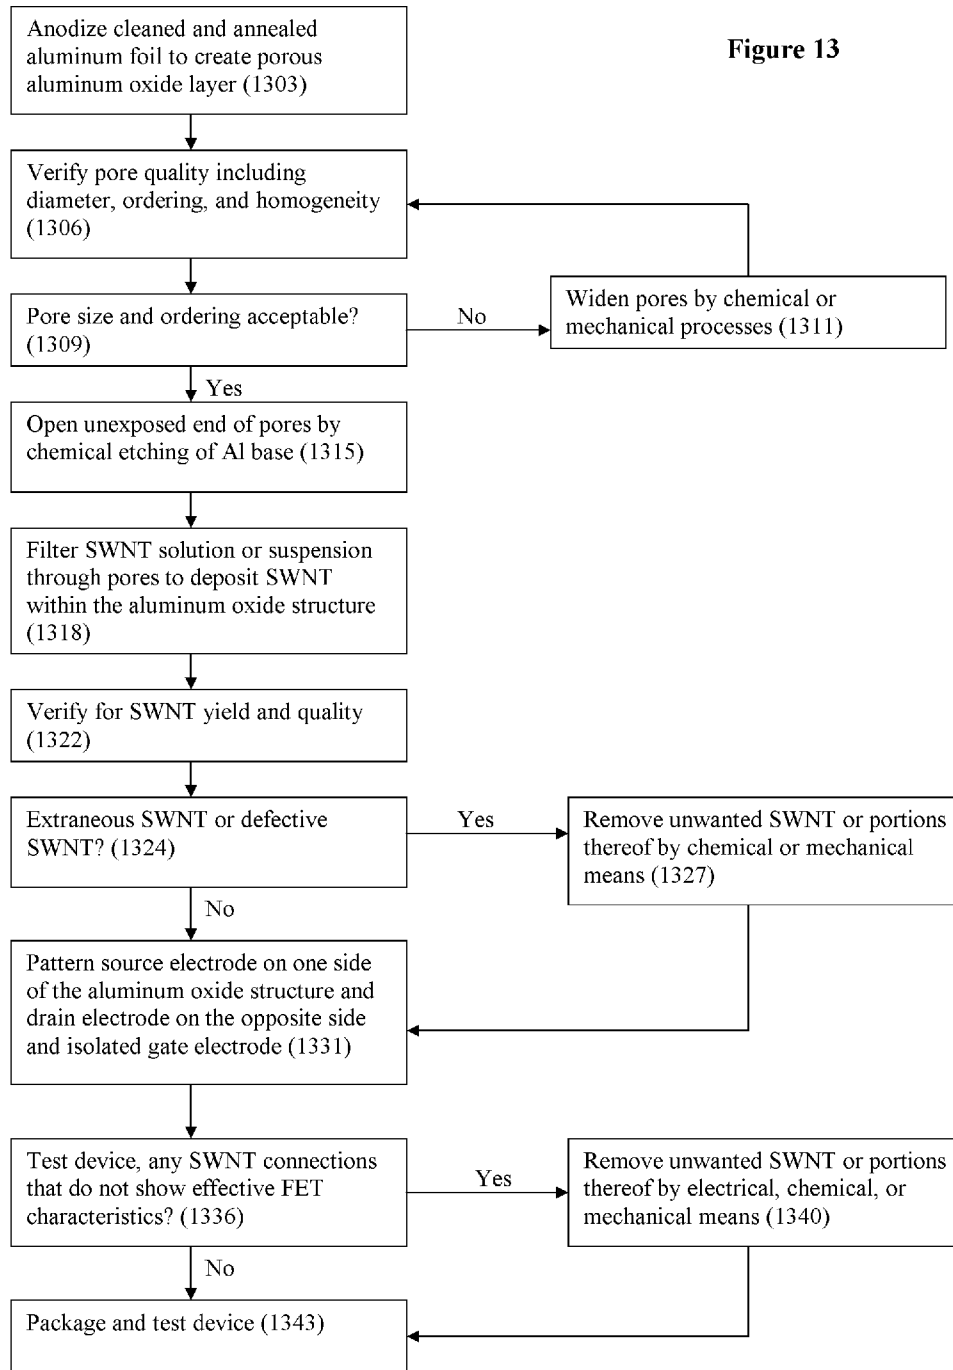 Figure 13
Anodize cleaned and annealed
aluminum foil to create porous
aluminum oxide layer (1303)
Verify pore quality including
diameter, ordering, and homogeneity
(1306)
Pore size and ordering acceptable?
(1309)
No
Widen pores by chemical or
mechanical processes (1311)
Yes
Open unexposed end of pores by
chemical etching of Al base (1315)
Filter SWNT solution or suspension
through pores to deposit SWNT
within the aluminum oxide structure
(1318)
Verify for SWNT yield and quality
(1322)
Extraneous SWNT or defective
SWNT? (1324)
Yes
Remove unwanted SWNT or portions
thereof by chemical or mechanical
means (1327)
No
Pattern source electrode on one side
of the aluminum oxide structure and
drain electrode on the opposite side
and isolated gate electrode (1331)
Test device, any SWNT connections
that do not show effective FET
characteristics? (1336)
Yes
Remove unwanted SWNT or portions
thereof by electrical, chemical, or
mechanical means (1340)
No
Package and test device (1343)